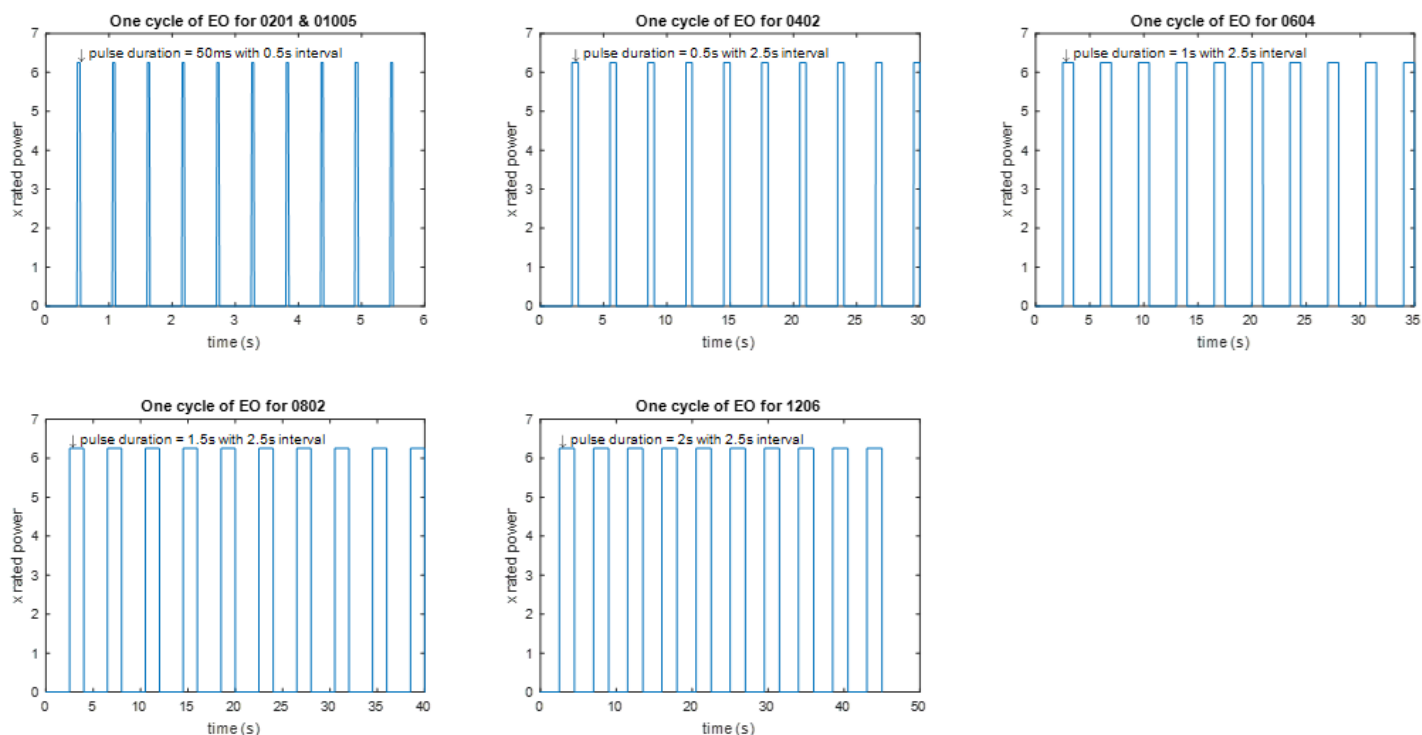 One cycle of EO for 0201 & 01005
↓ pulse duration = 50ms with 0.5s interval
x rated power
7
6
5
4
3
2
1
0
0 1 2 3 4 5 6
time (s)
One cycle of EO for 0402
↓ pulse duration = 0.5s with 2.5s interval
x rated power
7
6
5
4
3
2
1
0
0 5 10 15 20 25 30
time (s)
One cycle of EO for 0604
↓ pulse duration = 1s with 2.5s interval
x rated power
7
6
5
4
3
2
1
0
0 5 10 15 20 25 30 35
time (s)
One cycle of EO for 0802
↓ pulse duration = 1.5s with 2.5s interval
x rated power
7
6
5
4
3
2
1
0
0 5 10 15 20 25 30 35 40
time (s)
One cycle of EO for 1206
↓ pulse duration = 2s with 2.5s interval
x rated power
7
6
5
4
3
2
1
0
0 10 20 30 40 50
time (s)